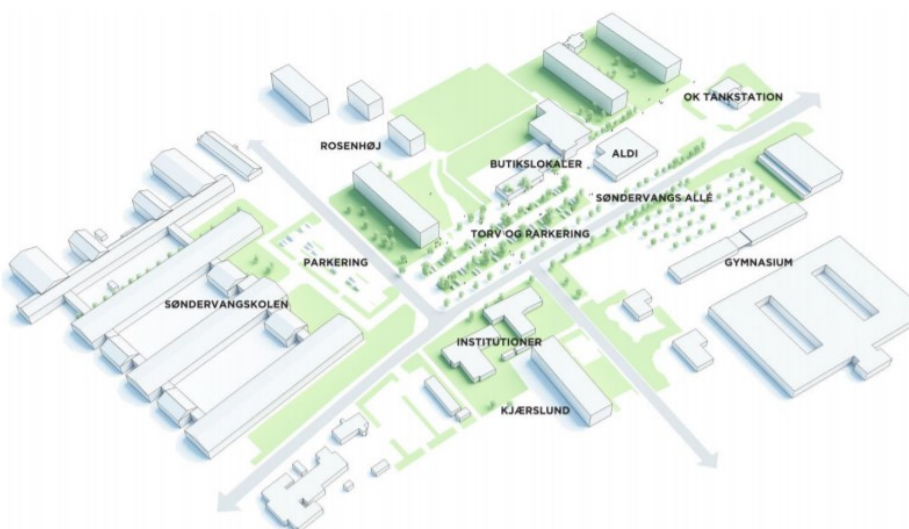 OK TANKSTATION
ROSENHØJ
ALDI
BUTIKSLOKALER
SØNDERVANGS ALLÉ
TORV OG PARKERING
PARKERING
GYMNASIUM
SØNDERVANGSKOLEN
INSTITUTIONER
KJÆRSLUND